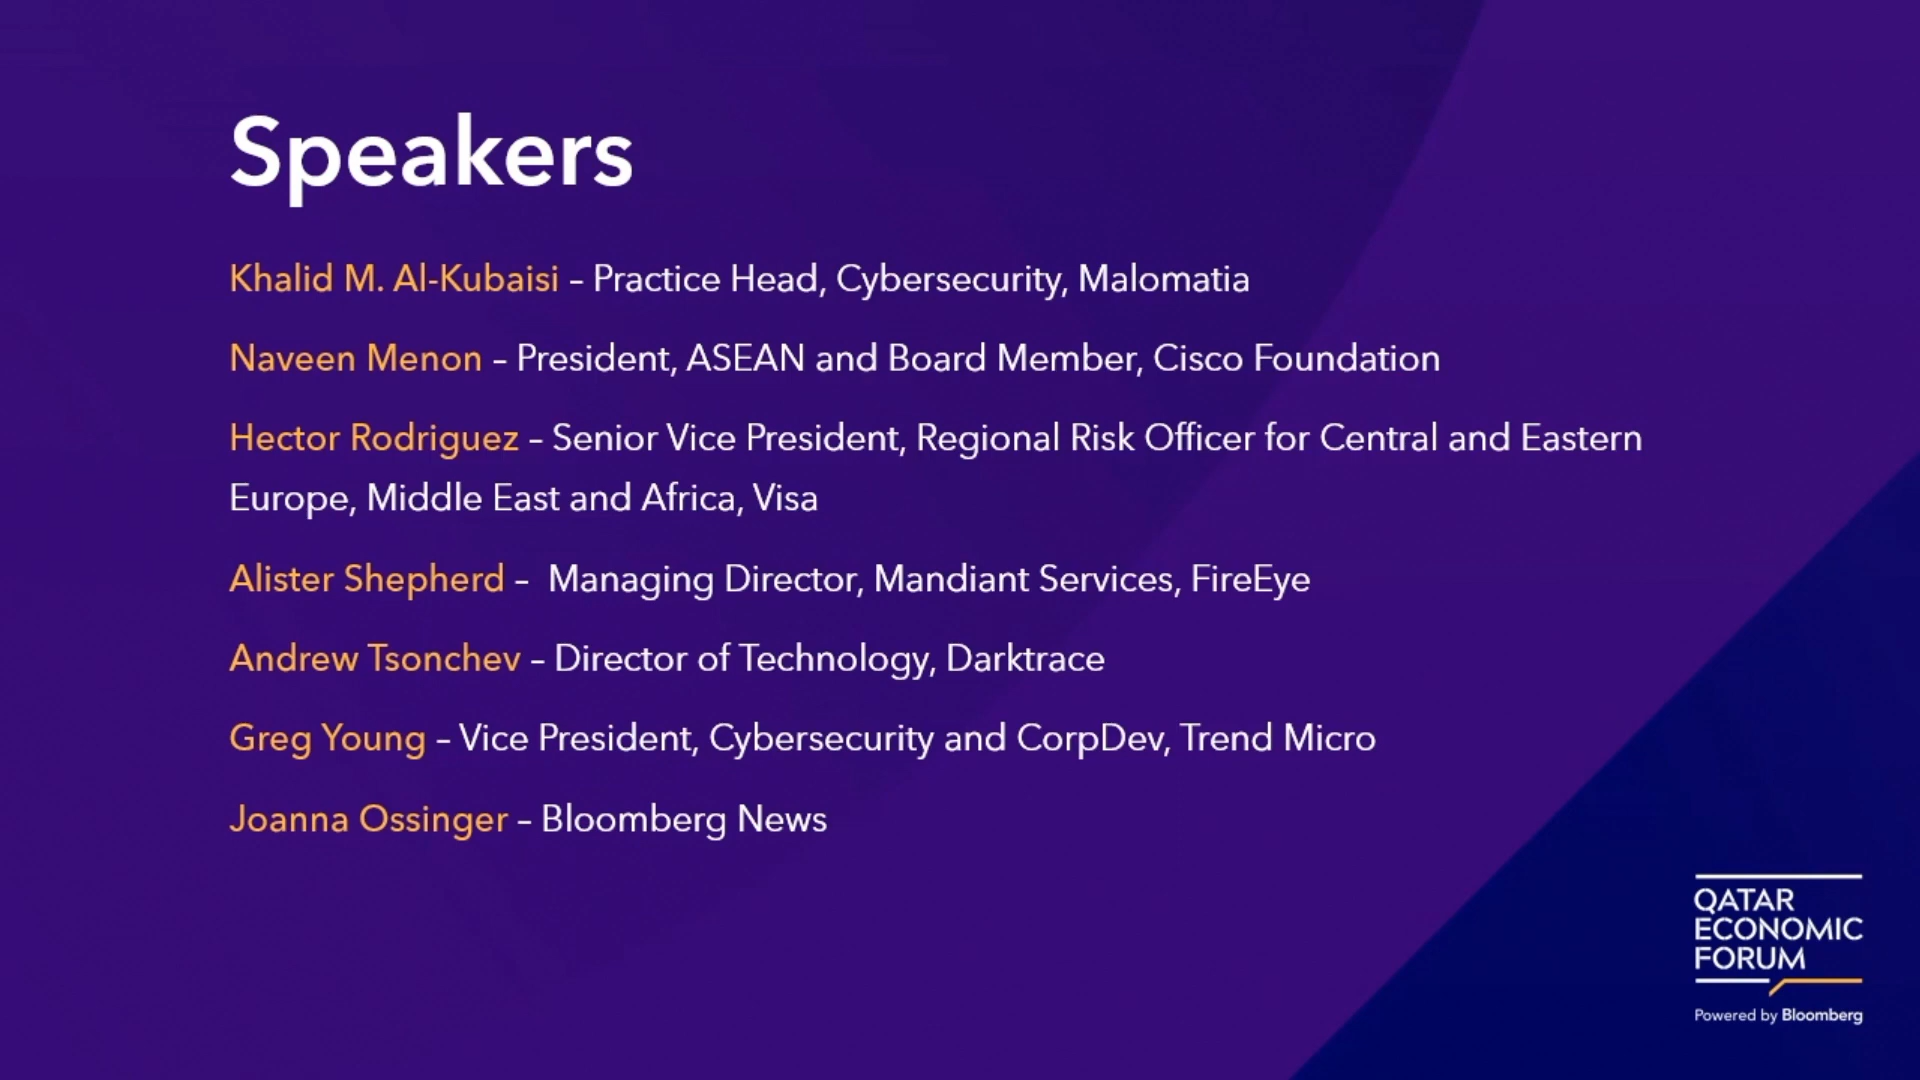 Speakers
Khalid M. Al-Kubaisi – Practice Head, Cybersecurity, Malomatia
Naveen Menon – President, ASEAN and Board Member, Cisco Foundation
Hector Rodriguez – Senior Vice President, Regional Risk Officer for Central and Eastern
Europe, Middle East and Africa, Visa
Alister Shepherd –  Managing Director, Mandiant Services, FireEye
Andrew Tsonchev – Director of Technology, Darktrace
Greg Young – Vice President, Cybersecurity and CorpDev, Trend Micro
Joanna Ossinger – Bloomberg News
QATAR
ECONOMIC
FORUM
Powered by Bloomberg